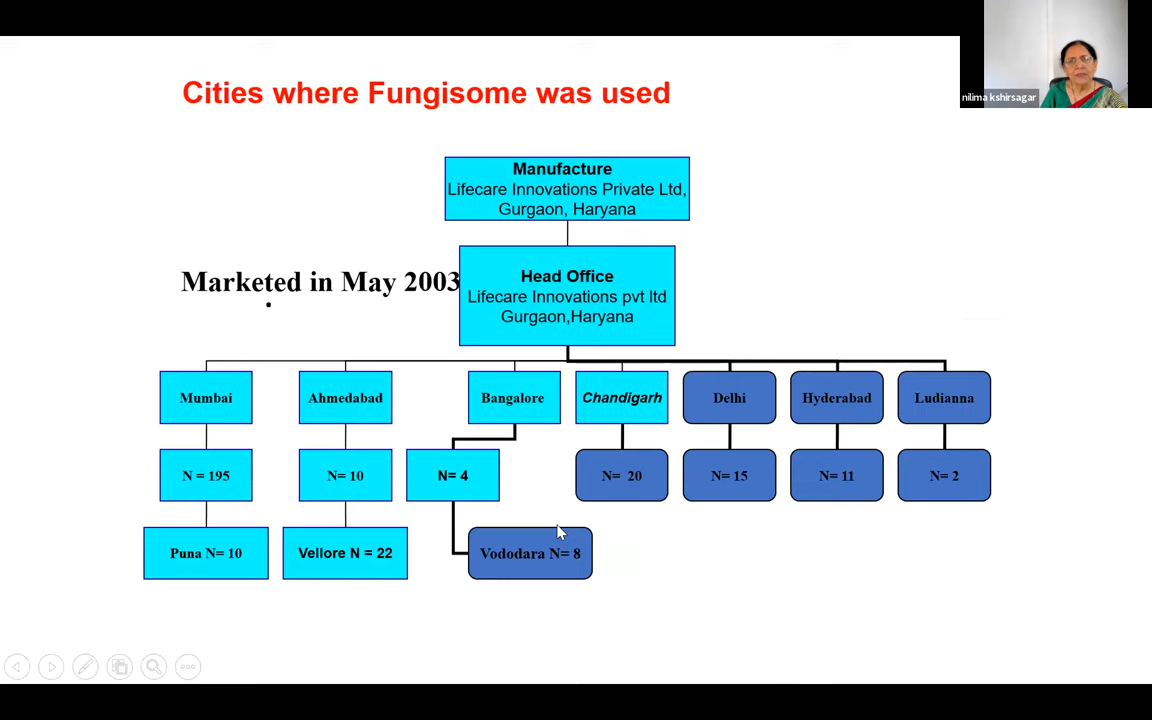 Cities where Fungisome was used
nilima kshirsagar
Manufacture
Lifecare Innovations Private Ltd,
Gurgaon, Haryana
Marketed in May 2003
Head Office
Lifecare Innovations pvt ltd
Gurgaon,Haryana
Mumbai
Ahmedabad
Bangalore
Chandigarh
Delhi
Hyderabad
Ludianna
N = 195
N= 10
N= 4
N= 20
N= 15
N= 11
N= 2
Puna N= 10
Vellore N = 22
Vododara N= 8